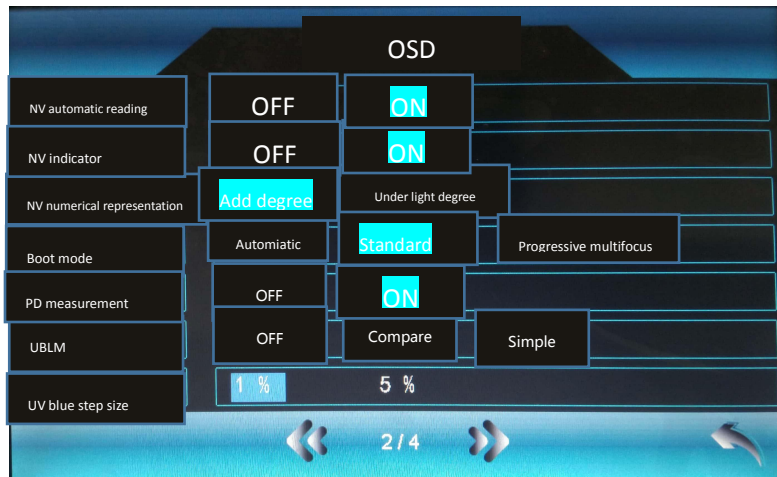 OSD
NV automatic reading OFF ON
NV indicator OFF ON
NV numerical representation Add degree Under light degree
Boot mode Automiatic Standard Progressive multifocus
PD measurement OFF ON
UBLM OFF Compare Simple
UV blue step size 1 % 5 %
2 / 4